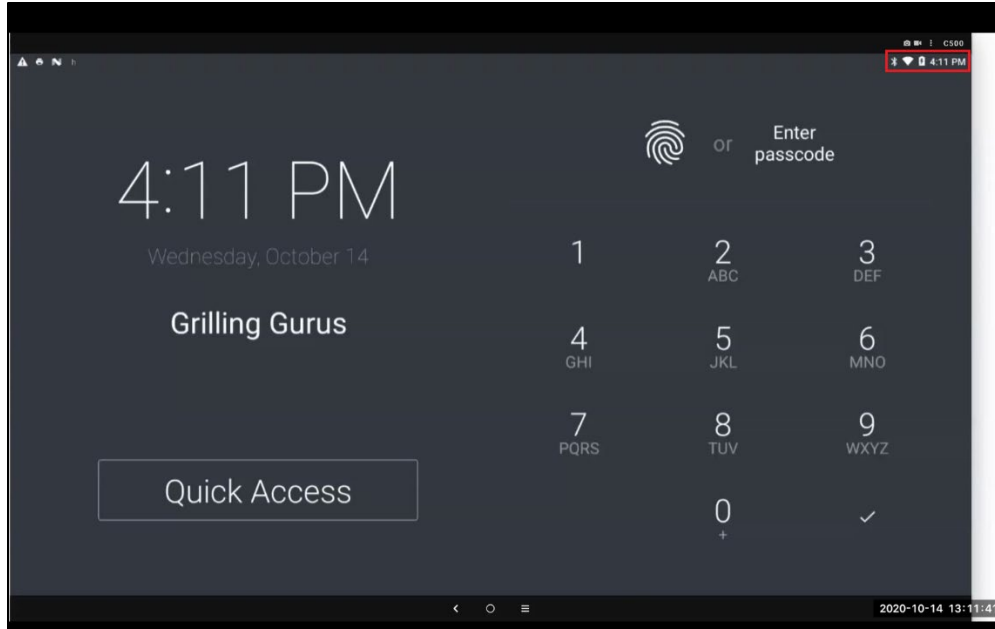 C500
4:11 PM
4:11 PM
Wednesday, October 14
Grilling Gurus
Quick Access
or
Enter
passcode
1
2
ABC
3
DEF
4
GHI
5
JKL
6
MNO
7
PQRS
8
TUV
9
WXYZ
0
+
2020-10-14 13:11:41